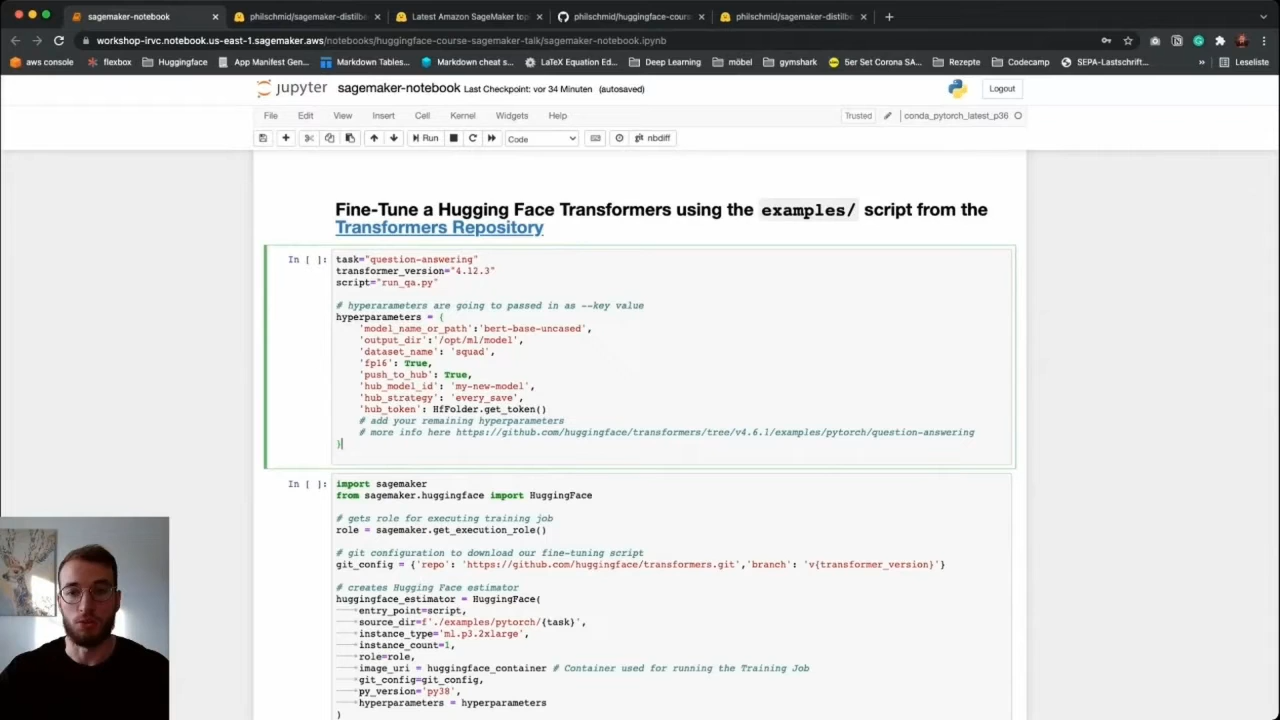 sagemaker-notebook
philschmid/sagemaker-distilbe
Latest Amazon SageMaker top
philschmid/huggingface-cours
philschmid/sagemaker-distilbe
workshop-irvc.notebook.us-east-1.sagemaker.aws/notebooks/huggingface-course-sagemaker-talk/sagemaker-notebook.ipynb
aws console
flexbox
Huggingface
App Manifest Gener...
Markdown Tables...
Markdown cheat s...
LaTeX Equation Ed...
Deep Learning
möbel
gymshark
5er Set Corona SA...
Rezepte
Codecamp
SEPA-Lastschrift...
»
Leseliste
jupyter sagemaker-notebook Last Checkpoint: vor 34 Minuten (autosaved)
Logout
File Edit View Insert Cell Kernel Widgets Help
Trusted
conda_pytorch_latest_p36
Run
Code
nbdiff
Fine-Tune a Hugging Face Transformers using the examples/ script from the
Transformers Repository
In [ ]: task="question-answering"
transformer_version="4.12.3"
script="run_qa.py"
# hyperarameters are going to passed in as --key value
hyperparameters = {
'model_name_or_path':'bert-base-uncased',
'output_dir':'/opt/ml/model',
'dataset_name': 'squad',
'fp16': True,
'push_to_hub': True,
'hub_model_id': 'my-new-model',
'hub_strategy': 'every_save',
'hub_token': HfFolder.get_token()
# add your remaining hyperparameters
# more info here https://github.com/huggingface/transformers/tree/v4.6.1/examples/pytorch/question-answering
}
In [ ]: import sagemaker
from sagemaker.huggingface import HuggingFace
# gets role for executing training job
role = sagemaker.get_execution_role()
# git configuration to download our fine-tuning script
git_config = {'repo': 'https://github.com/huggingface/transformers.git','branch': 'v{transformer_version}'}
# creates Hugging Face estimator
huggingface_estimator = HuggingFace(
entry_point=script,
source_dir=f'./examples/pytorch/{task}',
instance_type='ml.p3.2xlarge',
instance_count=1,
role=role,
image_uri = huggingface_container # Container used for running the Training Job
git_config=git_config,
py_version='py38',
hyperparameters = hyperparameters
)